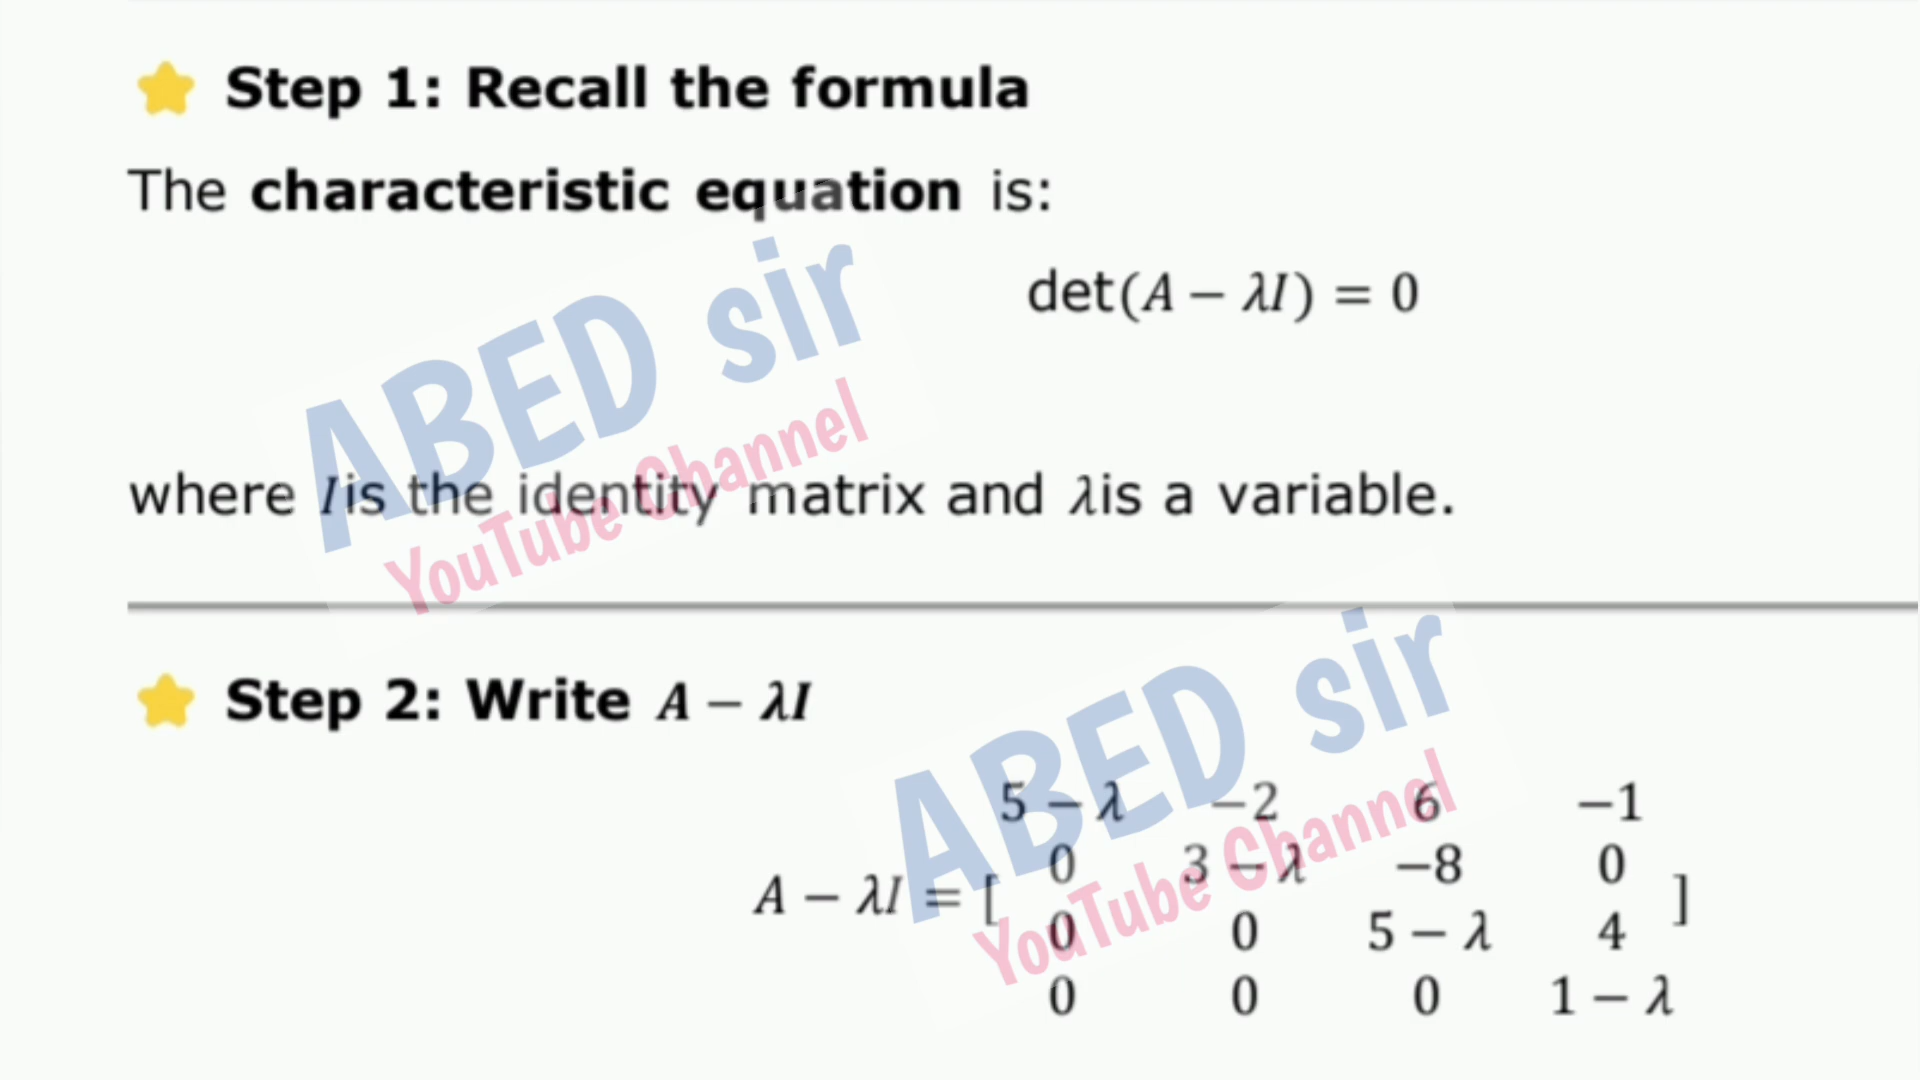 Step 1: Recall the formula
The characteristic equation is:
det(A − λI) = 0
where I is the identity matrix and λ is a variable.
Step 2: Write A − λI
5 − λ −2 6 −1
0 3 − λ −8 0
A − λI = [ ]
0 0 5 − λ 4
0 0 0 1 − λ
ABED sir
YouTube Channel
ABED sir
YouTube Channel